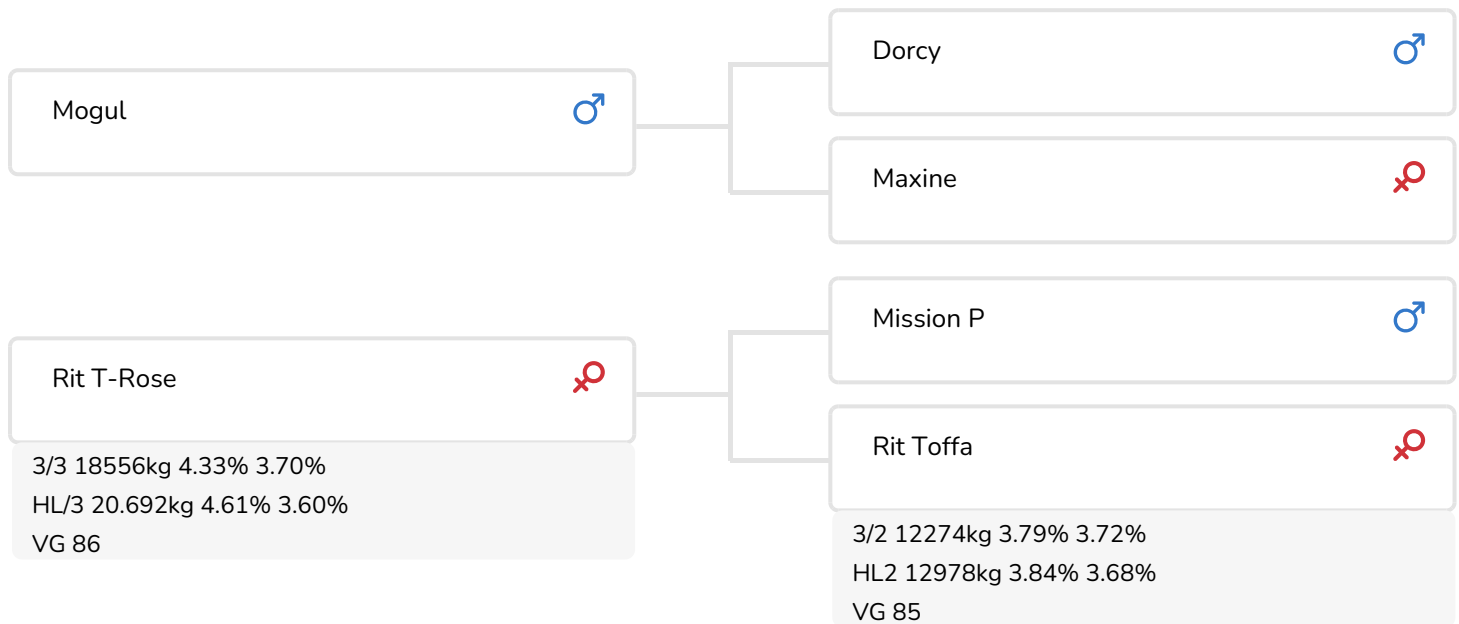 Mogul
Dorcy
Maxine
Rit T-Rose
3/3 18556kg 4.33% 3.70%
HL/3 20.692kg 4.61% 3.60%
VG 86
Mission P
Rit Toffa
3/2 12274kg 3.79% 3.72%
HL2 12978kg 3.84% 3.68%
VG 85